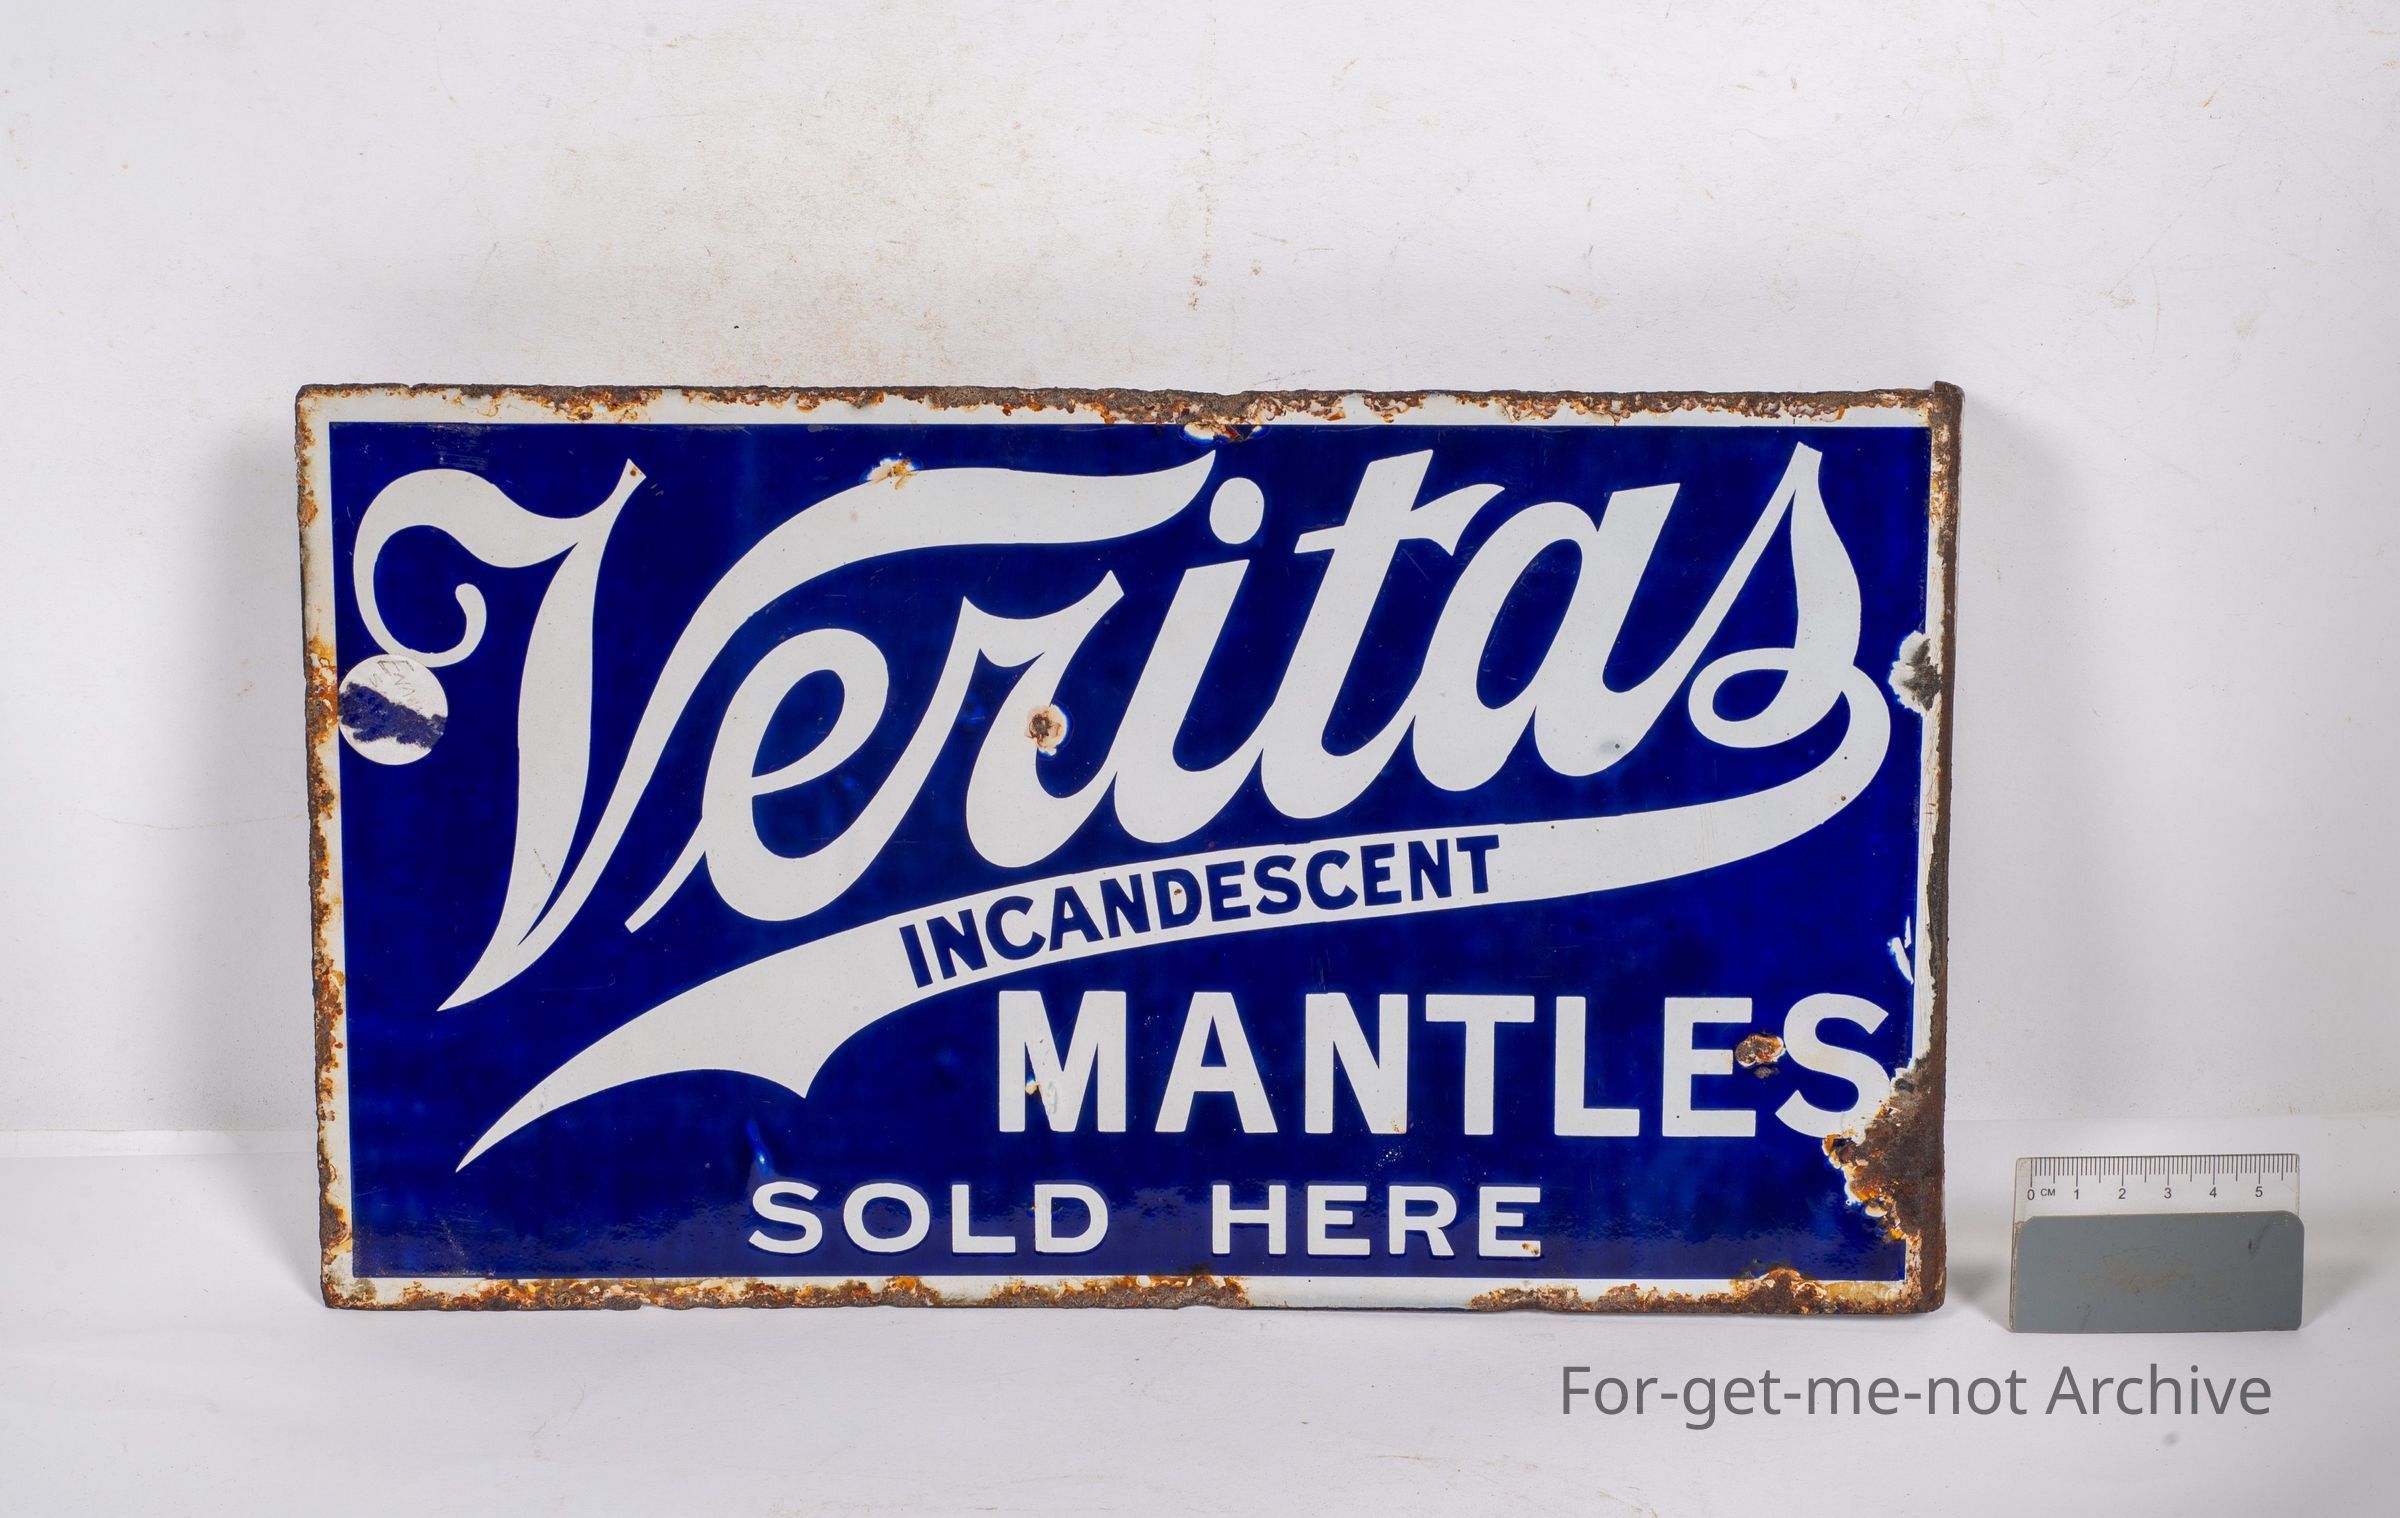 Veritas
INCANDESCENT
MANTLES
SOLD HERE
0 CM 1 2 3 4 5
For-get-me-not Archive